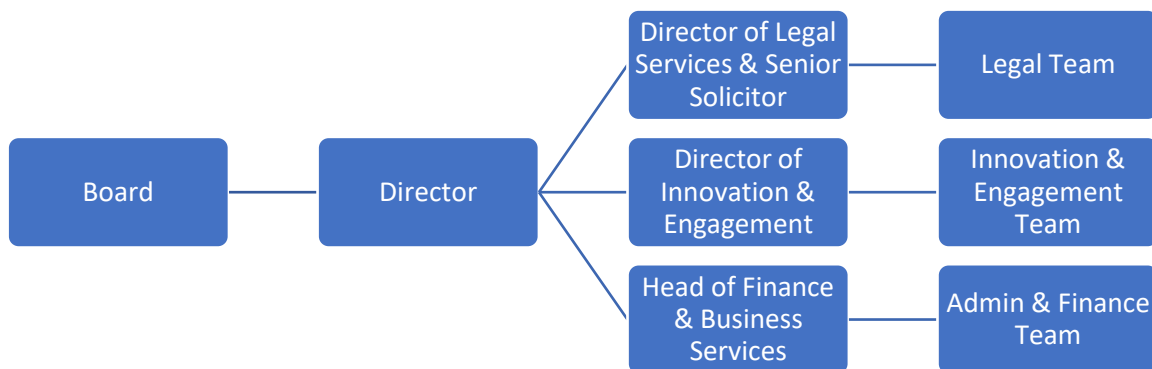 Board
Director
Director of Legal
Services & Senior
Solicitor
Legal Team
Director of
Innovation &
Engagement
Innovation &
Engagement
Team
Head of Finance
& Business
Services
Admin & Finance
Team